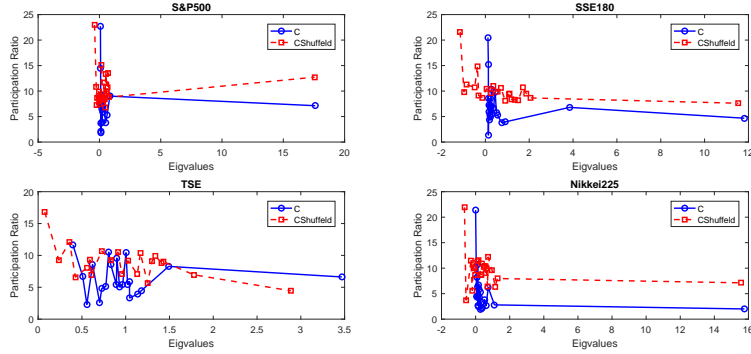 S&P500
Participation Ratio
25
20
15
10
5
0
-5 0 5 10 15 20
Eigvalues
C
CShuffeld
SSE180
Participation Ratio
25
20
15
10
5
0
-2 0 2 4 6 8 10 12
Eigvalues
C
CShuffeld
TSE
Participation Ratio
20
15
10
5
0
0 0.5 1 1.5 2 2.5 3 3.5
Eigvalues
C
CShuffeld
Nikkei225
Participation Ratio
25
20
15
10
5
0
-2 0 2 4 6 8 10 12 14 16
Eigvalues
C
CShuffeld